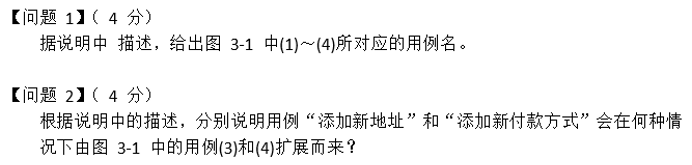 【问题 1】（ 4 分）
据说明中 描述，给出图 3-1 中(1)～(4)所对应的用例名。
【问题 2】（ 4 分）
根据说明中的描述，分别说明用例“添加新地址”和“添加新付款方式”会在何种情
况下由图 3-1 中的用例(3)和(4)扩展而来？